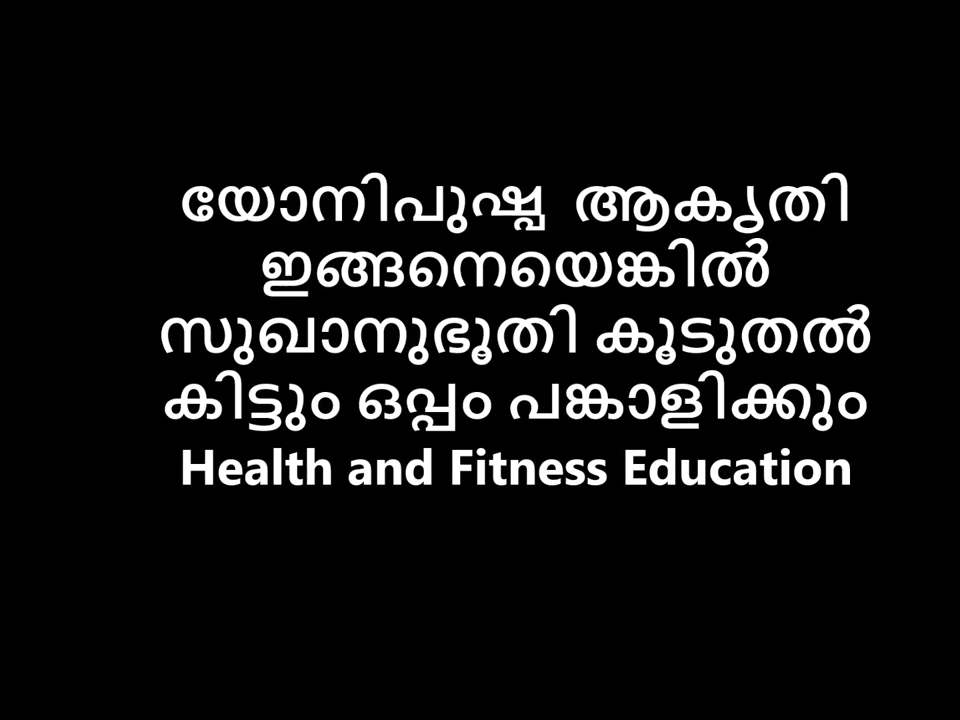 യോനിപുഷ്പ ആകൃതി
ഇങ്ങനെയെങ്കിൽ
സുഖാനുഭൂതി കൂടുതൽ
കിട്ടും ഒപ്പം പങ്കാളിക്കും
Health and Fitness Education